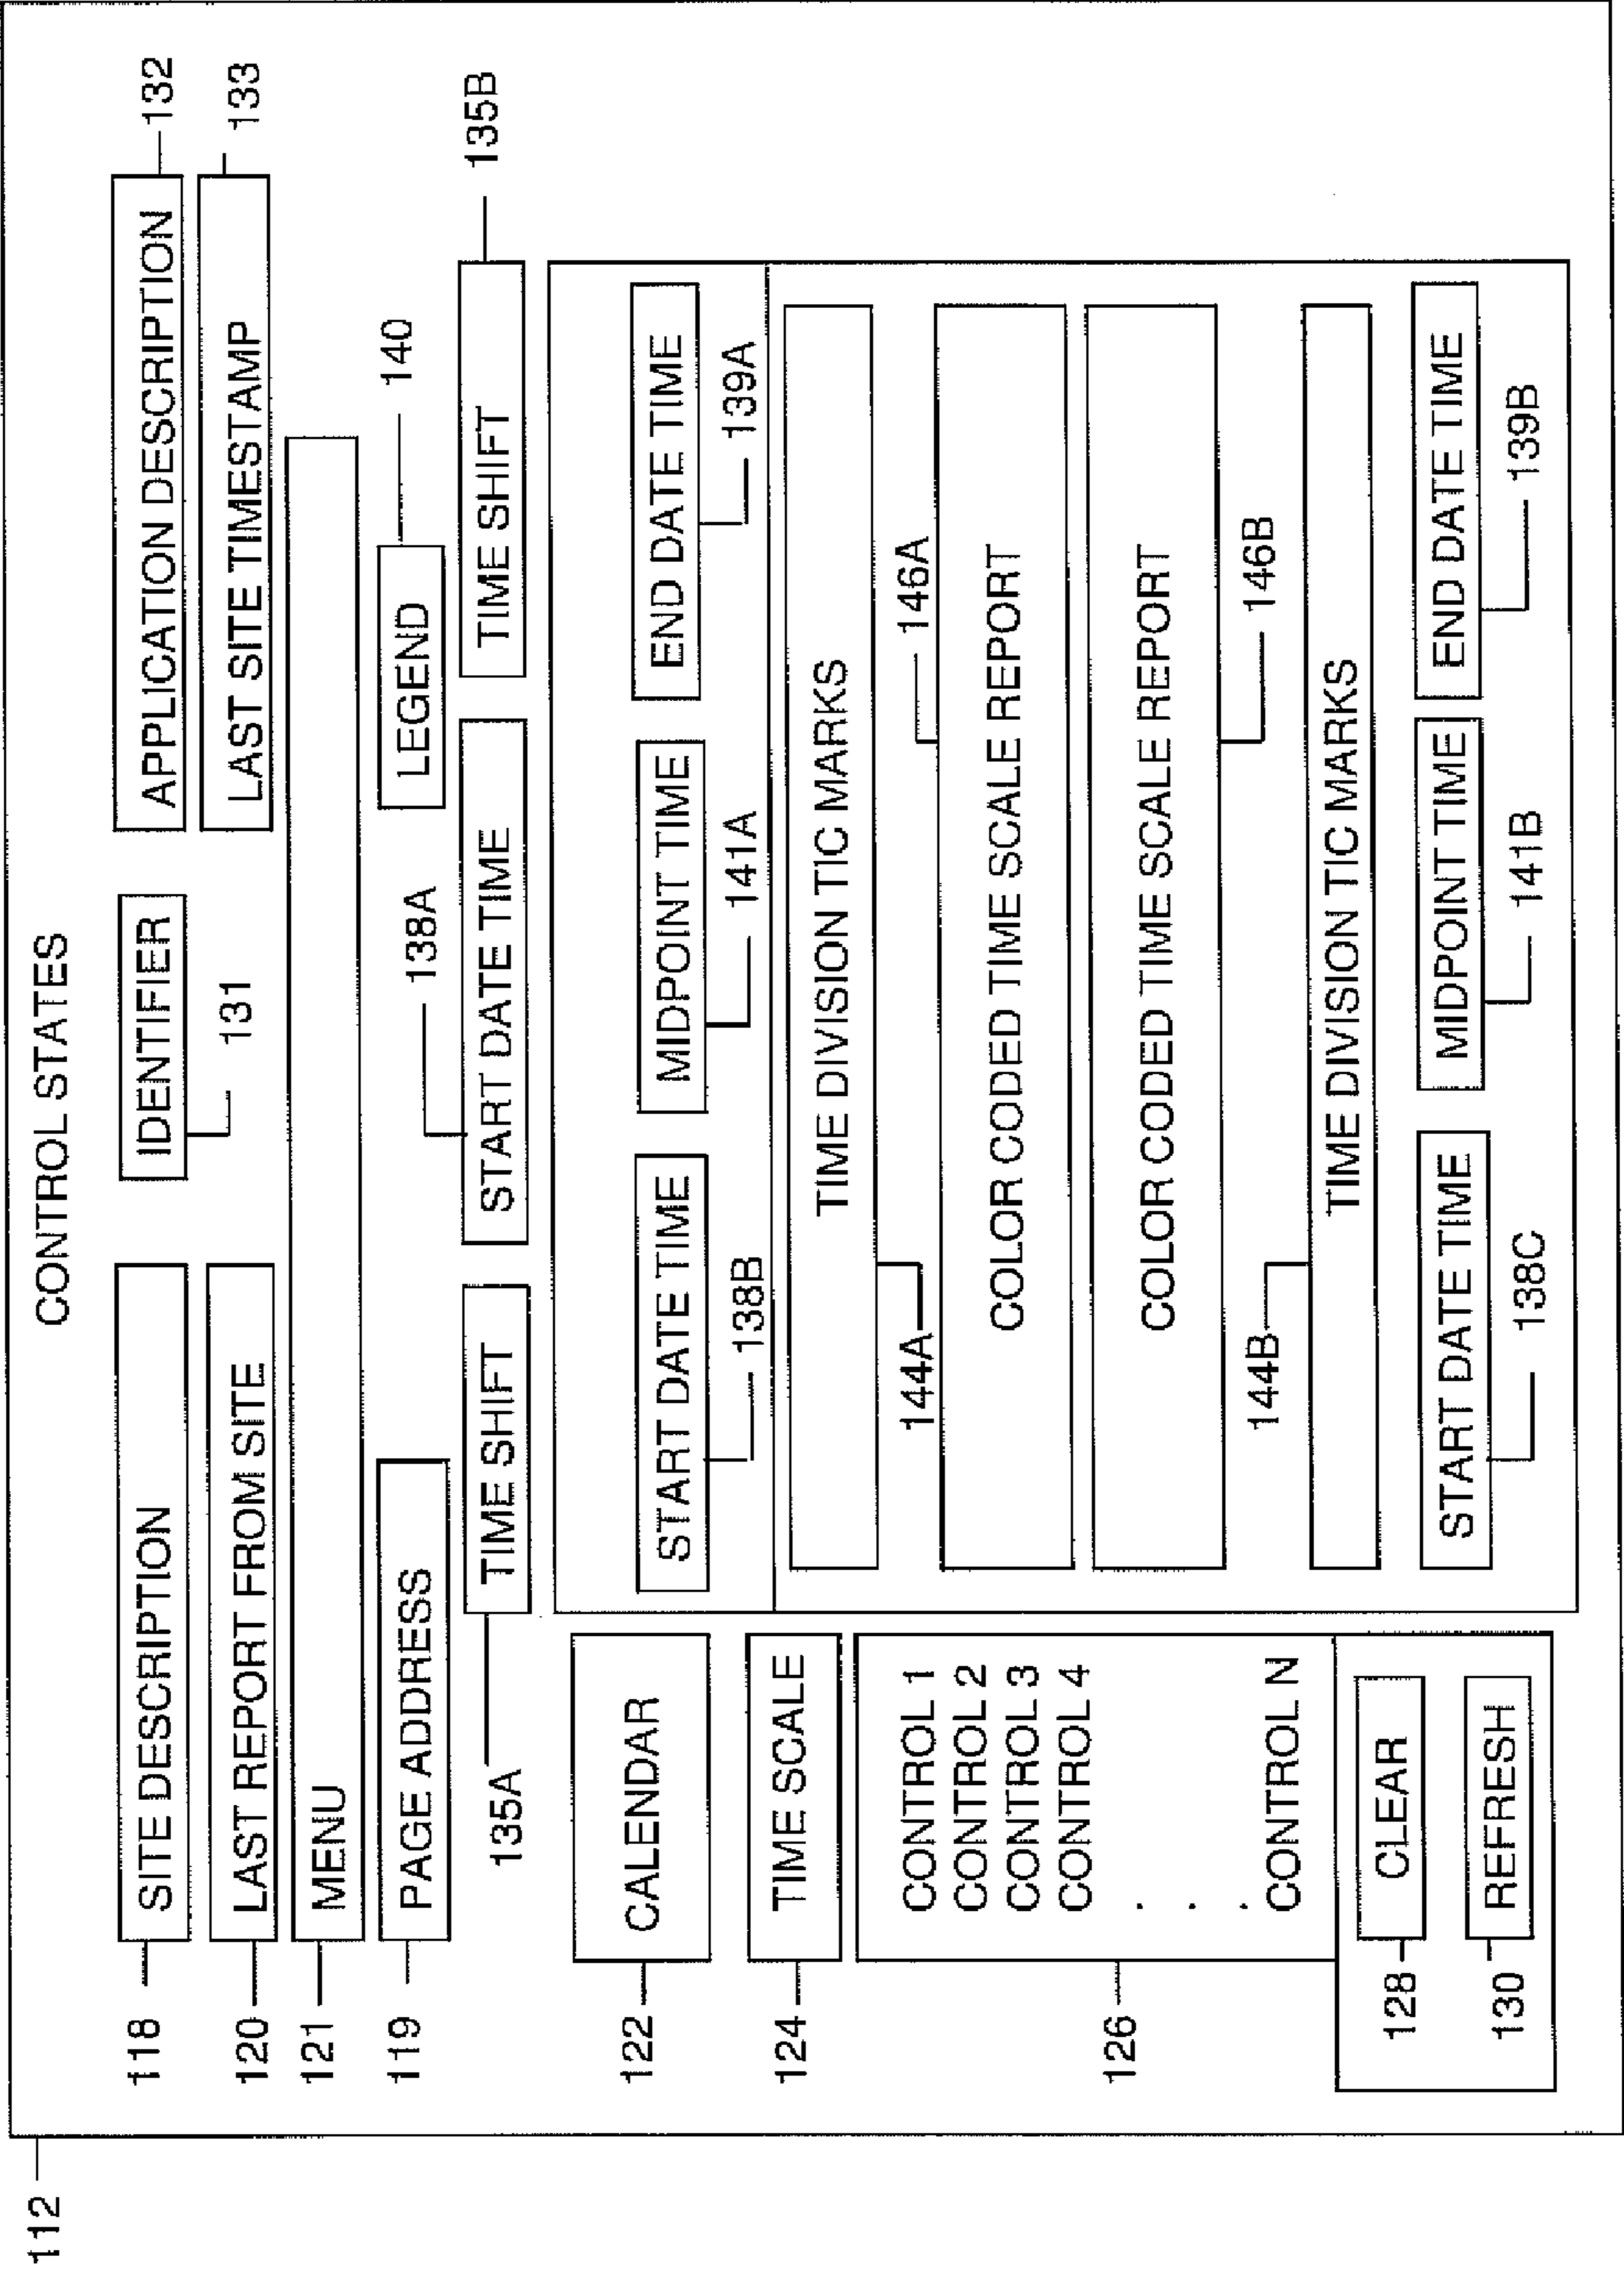 112
CONTROL STATES
118 SITE DESCRIPTION
IDENTIFIER
131
APPLICATION DESCRIPTION 132
120 LAST REPORT FROM SITE
LAST SITE TIMESTAMP 133
121 MENU
119 PAGE ADDRESS
138A
LEGEND 140
135A
TIME SHIFT
START DATE TIME
TIME SHIFT 135B
122 CALENDAR
START DATE TIME
138B
MIDPOINT TIME
141A
END DATE TIME
139A
124 TIME SCALE
TIME DIVISION TIC MARKS
144A
146A
126
CONTROL 1
CONTROL 2
CONTROL 3
CONTROL 4
.
.
.
CONTROL N
COLOR CODED TIME SCALE REPORT
COLOR CODED TIME SCALE REPORT
144B
146B
TIME DIVISION TIC MARKS
128 CLEAR
START DATE TIME
138C
MIDPOINT TIME
141B
END DATE TIME
139B
130 REFRESH